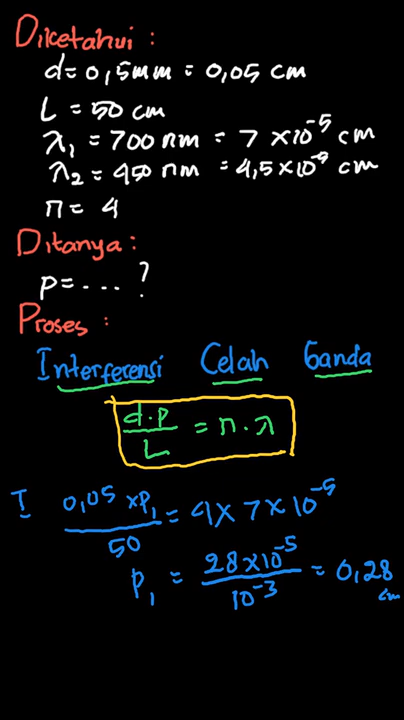 Diketahui :
d = 0,5 mm = 0,05 cm
L = 50 cm
λ₁ = 700 nm = 7 × 10⁻⁵ cm
λ₂ = 450 nm = 4,5 × 10⁻⁵ cm
n = 4
Ditanya :
p = .... ?
Proses :
Interferensi Celah Ganda
d.p / L = n . λ
I 0,05 × P₁ / 50 = 4 × 7 × 10⁻⁵
P₁ = 28 × 10⁻⁵ / 10⁻³ = 0,28 cm